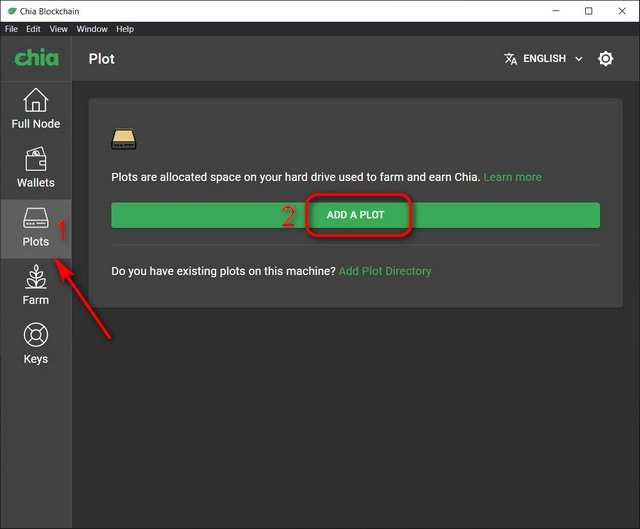 Chia Blockchain
File Edit View Window Help
chia
Plot
ENGLISH
Full Node
Wallets
Plots
Farm
Keys
Plots are allocated space on your hard drive used to farm and earn Chia. Learn more
ADD A PLOT
Do you have existing plots on this machine? Add Plot Directory
1
2